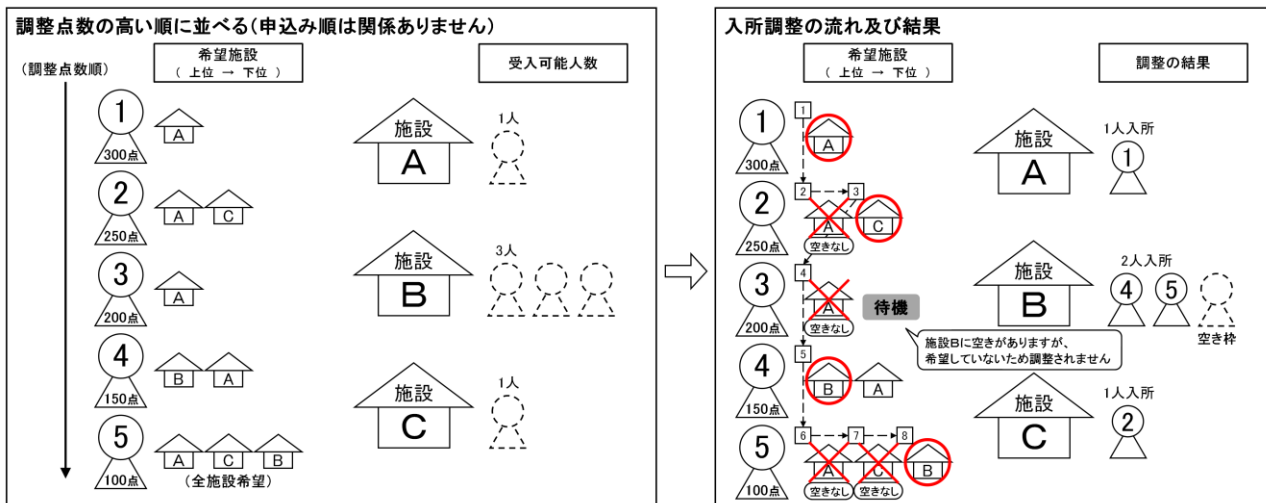 調整点数の高い順に並べる(申込み順は関係ありません)
(調整点数順)
希望施設
( 上位 → 下位 )
受入可能人数
1
300点
A
2
250点
A C
3
200点
A
4
150点
B A
5
100点
A C B
(全施設希望)
施設
A
1人
施設
B
3人
施設
C
1人
入所調整の流れ及び結果
希望施設
( 上位 → 下位 )
調整の結果
1
300点
1
A
2
250点
2 3
A C
空きなし
3
200点
4
A
空きなし
待機
施設Bに空きがありますが、
希望していないため調整されません
4
150点
5
B A
5
100点
6 7 8
A C B
空きなし 空きなし
施設
A
1人入所
1
施設
B
2人入所
4 5
空き枠
施設
C
1人入所
2